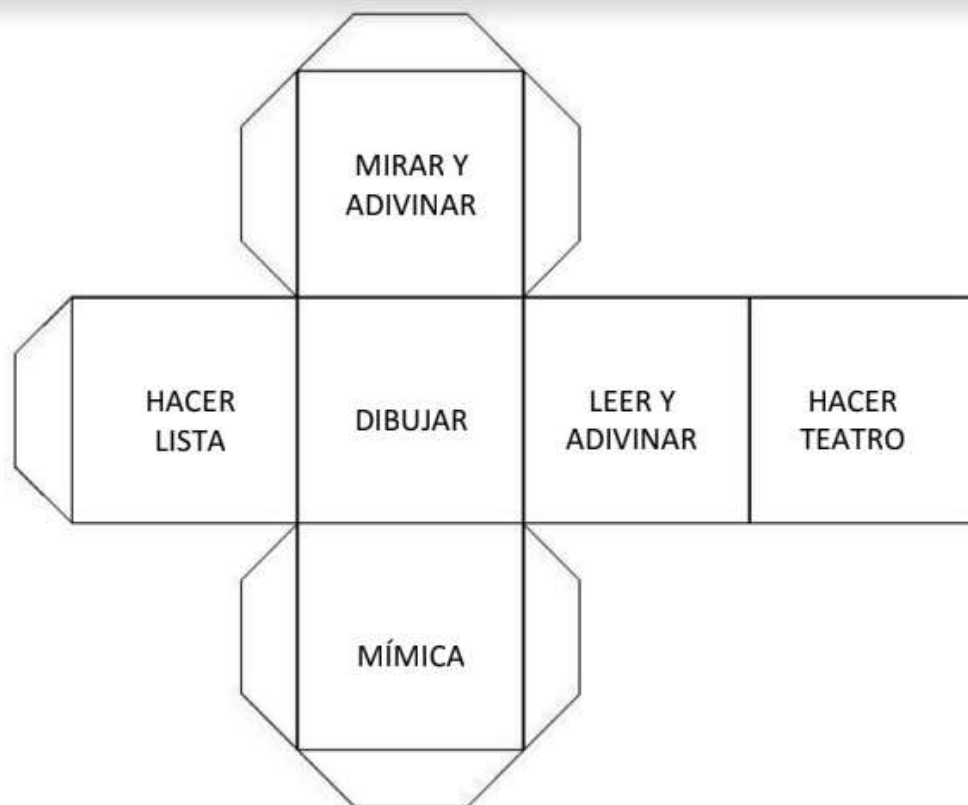 MIRAR Y
ADIVINAR
HACER
LISTA
DIBUJAR
LEER Y
ADIVINAR
HACER
TEATRO
MÍMICA